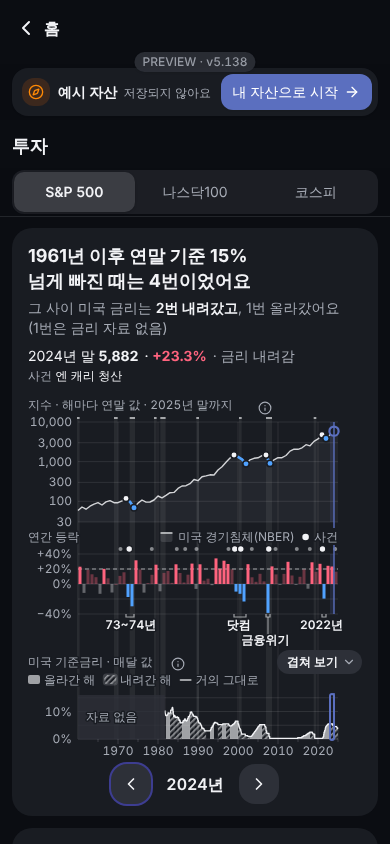 홈
PREVIEW · v5.138
예시 자산 저장되지 않아요 내 자산으로 시작
투자
S&P 500 나스닥100 코스피
1961년 이후 연말 기준 15%
넘게 빠진 때는 4번이었어요
그 사이 미국 금리는 2번 내려갔고, 1번 올라갔어요
(1번은 금리 자료 없음)
2024년 말 5,882 · +23.3% · 금리 내려감
사건 엔 캐리 청산
지수 · 해마다 연말 값 · 2025년 말까지
10,000
3,000
1,000
300
100
30
연간 등락 미국 경기침체(NBER) 사건
+40%
+20%
0%
−40%
73~74년 닷컴 2022년
금융위기
미국 기준금리 · 매달 값 겹쳐 보기
올라간 해 내려간 해 거의 그대로
10% 자료 없음
0%
1970 1980 1990 2000 2010 2020
2024년